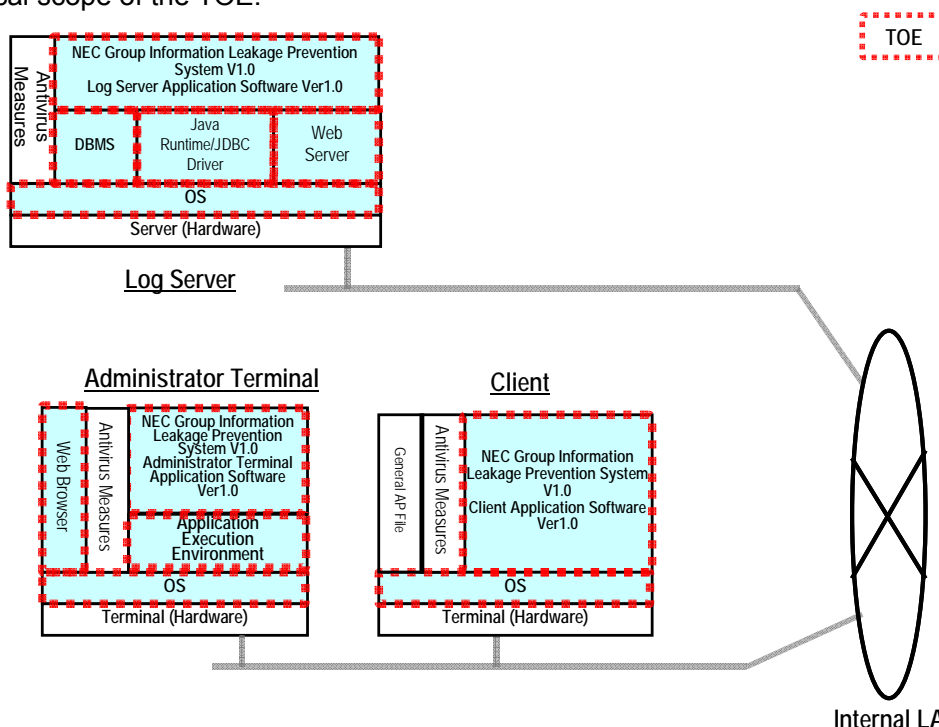 scope of the TOE.
TOE
NEC Group Information Leakage Prevention
System V1.0
Log Server Application Software Ver1.0
Antivirus
Measures
DBMS
Java
Runtime/JDBC
Driver
Web
Server
OS
Server (Hardware)
Log Server
Administrator Terminal
Web Browser
Antivirus Measures
NEC Group Information
Leakage Prevention
System V1.0
Administrator Terminal
Application Software
Ver1.0
Application
Execution
Environment
OS
Terminal (Hardware)
Client
General AP File
Antivirus Measures
NEC Group Information
Leakage Prevention System
V1.0
Client Application Software
Ver1.0
OS
Terminal (Hardware)
Internal LA